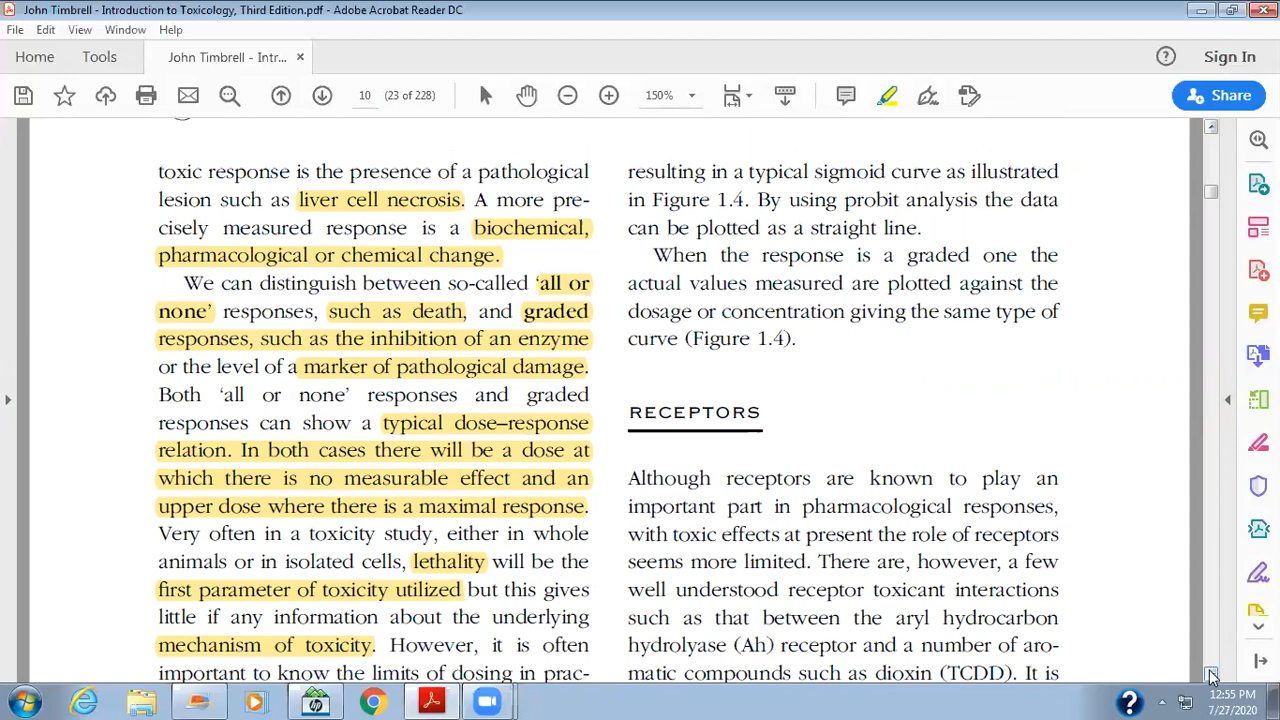 John Timbrell - Introduction to Toxicology, Third Edition.pdf - Adobe Acrobat Reader DC
File Edit View Window Help
Home Tools John Timbrell - Intr... × Sign In
10 (23 of 228) 150% Share
toxic response is the presence of a pathological
lesion such as liver cell necrosis. A more pre-
cisely measured response is a biochemical,
pharmacological or chemical change.
We can distinguish between so-called ‘all or
none’ responses, such as death, and graded
responses, such as the inhibition of an enzyme
or the level of a marker of pathological damage.
Both ‘all or none’ responses and graded
responses can show a typical dose–response
relation. In both cases there will be a dose at
which there is no measurable effect and an
upper dose where there is a maximal response.
Very often in a toxicity study, either in whole
animals or in isolated cells, lethality will be the
first parameter of toxicity utilized but this gives
little if any information about the underlying
mechanism of toxicity. However, it is often
important to know the limits of dosing in prac-
resulting in a typical sigmoid curve as illustrated
in Figure 1.4. By using probit analysis the data
can be plotted as a straight line.
When the response is a graded one the
actual values measured are plotted against the
dosage or concentration giving the same type of
curve (Figure 1.4).
RECEPTORS
Although receptors are known to play an
important part in pharmacological responses,
with toxic effects at present the role of receptors
seems more limited. There are, however, a few
well understood receptor toxicant interactions
such as that between the aryl hydrocarbon
hydrolyase (Ah) receptor and a number of aro-
matic compounds such as dioxin (TCDD). It is
12:55 PM
7/27/2020